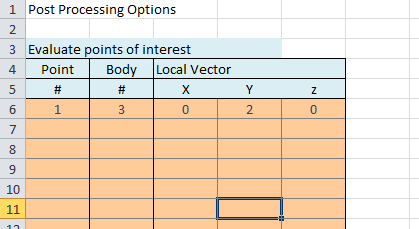 1 Post Processing Options
2
3 Evaluate points of interest
4 Point Body Local Vector
5 # # X Y z
6 1 3 0 2 0
7
8
9
10
11
12